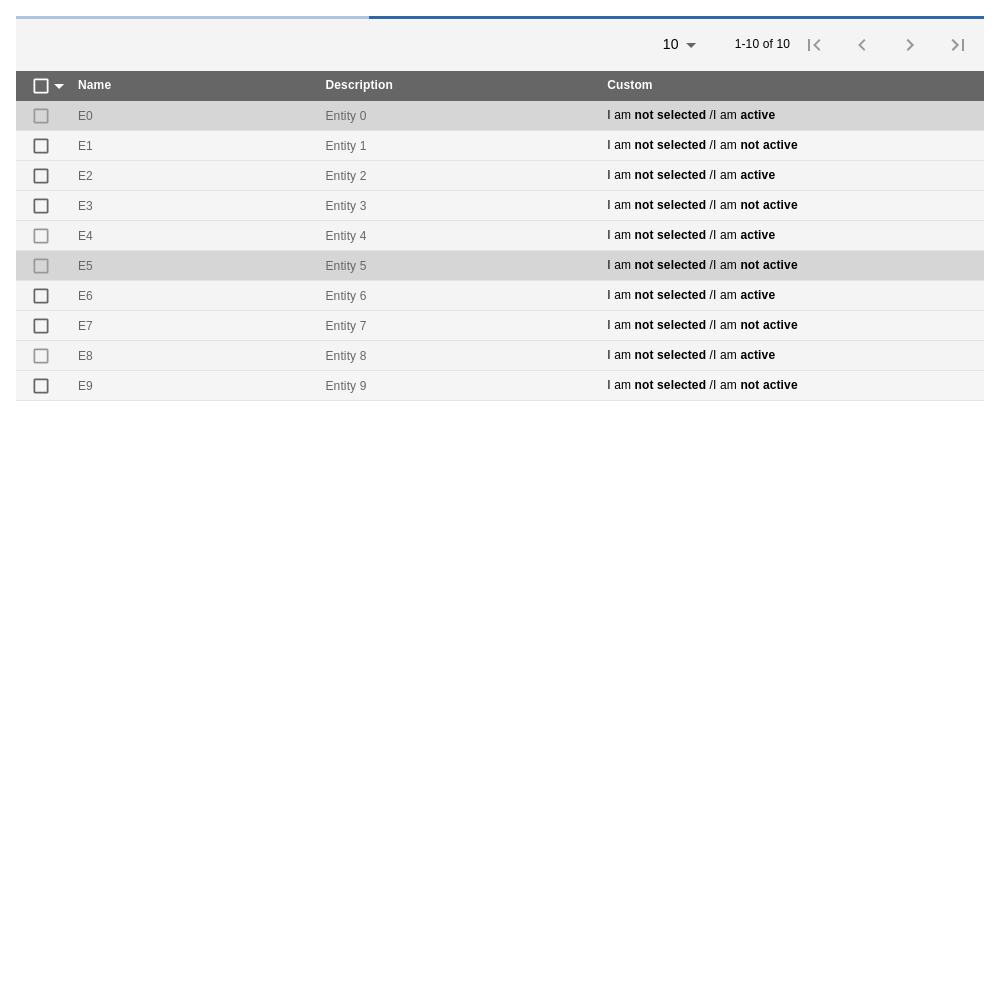 10 1-10 of 10
Name Description Custom
E0 Entity 0 I am not selected /I am active
E1 Entity 1 I am not selected /I am not active
E2 Entity 2 I am not selected /I am active
E3 Entity 3 I am not selected /I am not active
E4 Entity 4 I am not selected /I am active
E5 Entity 5 I am not selected /I am not active
E6 Entity 6 I am not selected /I am active
E7 Entity 7 I am not selected /I am not active
E8 Entity 8 I am not selected /I am active
E9 Entity 9 I am not selected /I am not active